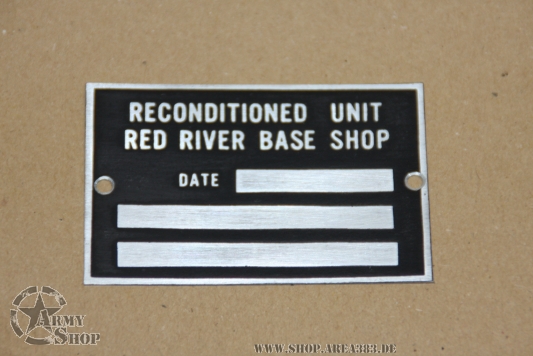 RECONDITIONED UNIT
RED RIVER BASE SHOP
DATE
ARMY
SHOP
WWW.SHOP.AREA383.DE